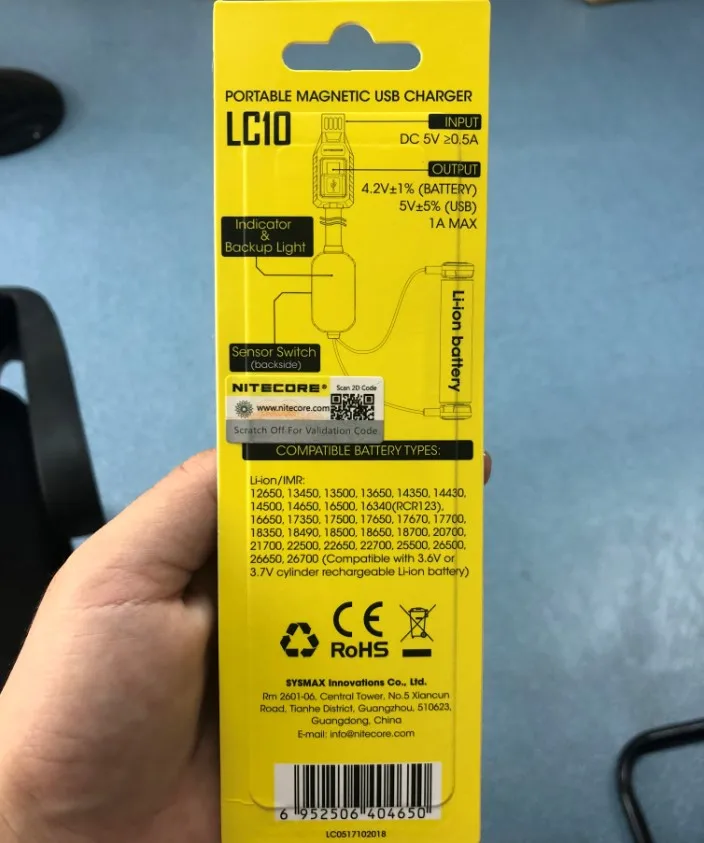 PORTABLE MAGNETIC USB CHARGER
LC10
INPUT
DC 5V ≥0.5A
NITECORE
OUTPUT
4.2V±1% (BATTERY)
5V±5% (USB)
1A MAX
Indicator
&
Backup Light
Li-ion battery
Sensor Switch
(backside)
NITECORE® Scan 2D Code
www.nitecore.com
Scratch Off For Validation Code
COMPATIBLE BATTERY TYPES:
Li-ion/IMR:
12650, 13450, 13500, 13650, 14350, 14430,
14500, 14650, 16500, 16340(RCR123),
16650, 17350, 17500, 17650, 17670, 17700,
18350, 18490, 18500, 18650, 18700, 20700,
21700, 22500, 22650, 22700, 25500, 26500,
26650, 26700 (Compatible with 3.6V or
3.7V cylinder rechargeable Li-ion battery)
CE
RoHS
SYSMAX Innovations Co., Ltd.
Rm 2601-06, Central Tower, No.5 Xiancun
Road, Tianhe District, Guangzhou, 510623,
Guangdong, China
E-mail: info@nitecore.com
6 952506 404650
LC0517102018